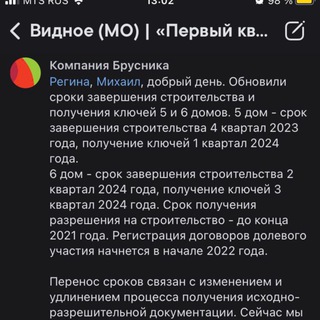 MTS RUS
13:02
98 %
Видное (МО) | «Первый кв...
Компания Брусника
Регина, Михаил, добрый день. Обновили
сроки завершения строительства и
получения ключей 5 и 6 домов. 5 дом - срок
завершения строительства 4 квартал 2023
года, получение ключей 1 квартал 2024
года.
6 дом - срок завершения строительства 2
квартал 2024 года, получение ключей 3
квартал 2024 года. Срок получения
разрешения на строительство - до конца
2021 года. Регистрация договоров долевого
участия начнется в начале 2022 года.
Перенос сроков связан с изменением и
удлинением процесса получения исходно-
разрешительной документации. Сейчас мы